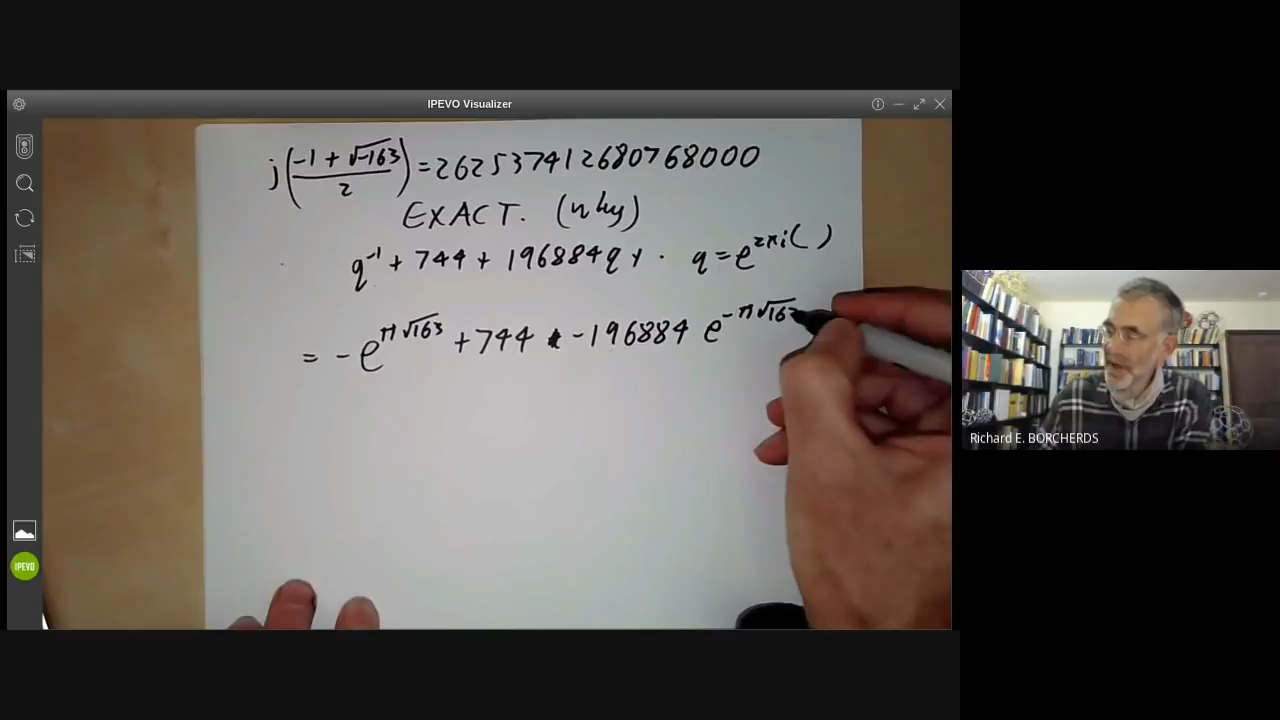 IPEVO Visualizer
j((-1 + √-163)/2) = 262537412680768000
EXACT. (why)
q⁻¹ + 744 + 196884q + . q = e^{2πi( )}
= - e^{π√163} + 744 - 196884 e^{-π√163}
Richard E. BORCHERDS
IPEVO